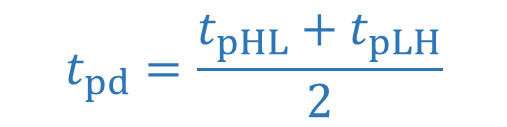 t_pd = (t_pHL + t_pLH) / 2